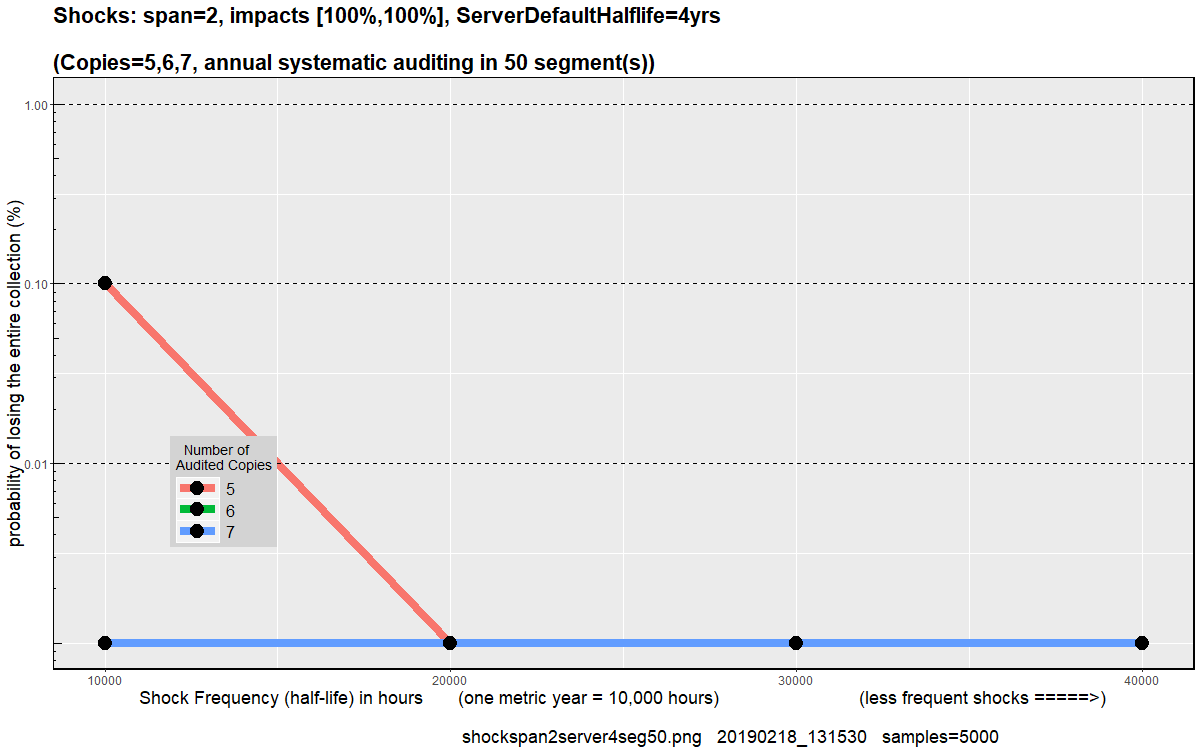 Shocks: span=2, impacts [100%,100%], ServerDefaultHalflife=4yrs
(Copies=5,6,7, annual systematic auditing in 50 segment(s))
probability of losing the entire collection (%)
1.00
0.10
0.01
Number of
Audited Copies
5
6
7
10000 20000 30000 40000
Shock Frequency (half-life) in hours (one metric year = 10,000 hours) (less frequent shocks =====>)
shockspan2server4seg50.png 20190218_131530 samples=5000